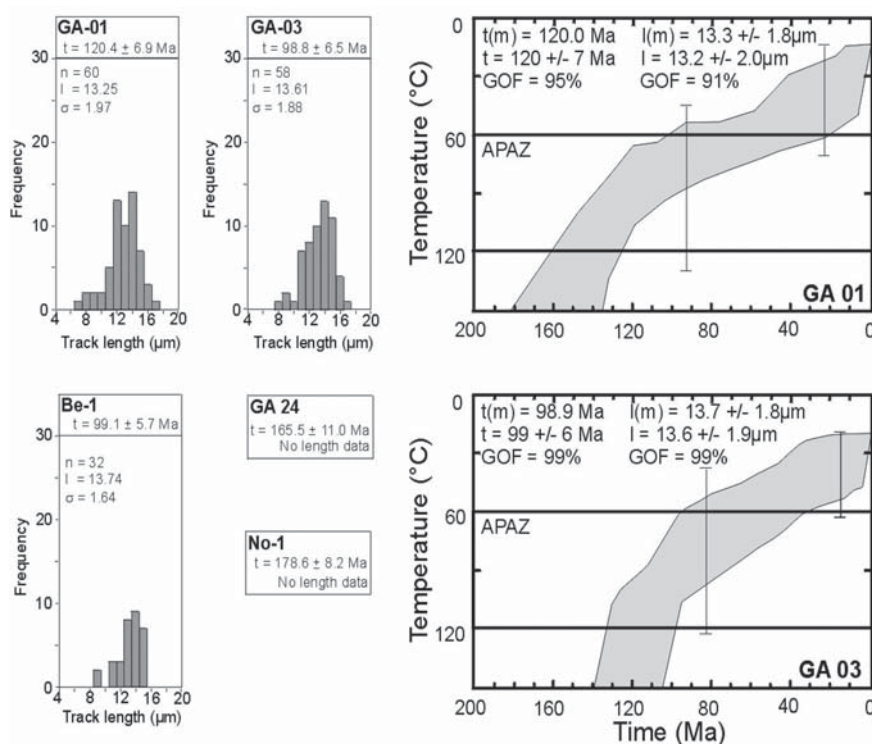 GA-01
t = 120.4 ± 6.9 Ma
30
n = 60
l = 13.25
σ = 1.97
20
10
0
Frequency
4 8 12 16 20
Track length (µm)
GA-03
t = 98.8 ± 6.5 Ma
30
n = 58
l = 13.61
σ = 1.88
20
10
0
Frequency
4 8 12 16 20
Track length (µm)
0
t(m) = 120.0 Ma l(m) = 13.3 +/- 1.8µm
t = 120 +/- 7 Ma l = 13.2 +/- 2.0µm
GOF = 95% GOF = 91%
60
APAZ
120
Temperature (°C)
GA 01
200 160 120 80 40 0
Be-1
t = 99.1 ± 5.7 Ma
30
n = 32
l = 13.74
σ = 1.64
20
10
0
Frequency
4 8 12 16 20
Track length (µm)
GA 24
t = 165.5 ± 11.0 Ma
No length data
No-1
t = 178.6 ± 8.2 Ma
No length data
0
t(m) = 98.9 Ma l(m) = 13.7 +/- 1.8µm
t = 99 +/- 6 Ma l = 13.6 +/- 1.9µm
GOF = 99% GOF = 99%
60
APAZ
120
Temperature (°C)
GA 03
200 160 120 80 40 0
Time (Ma)